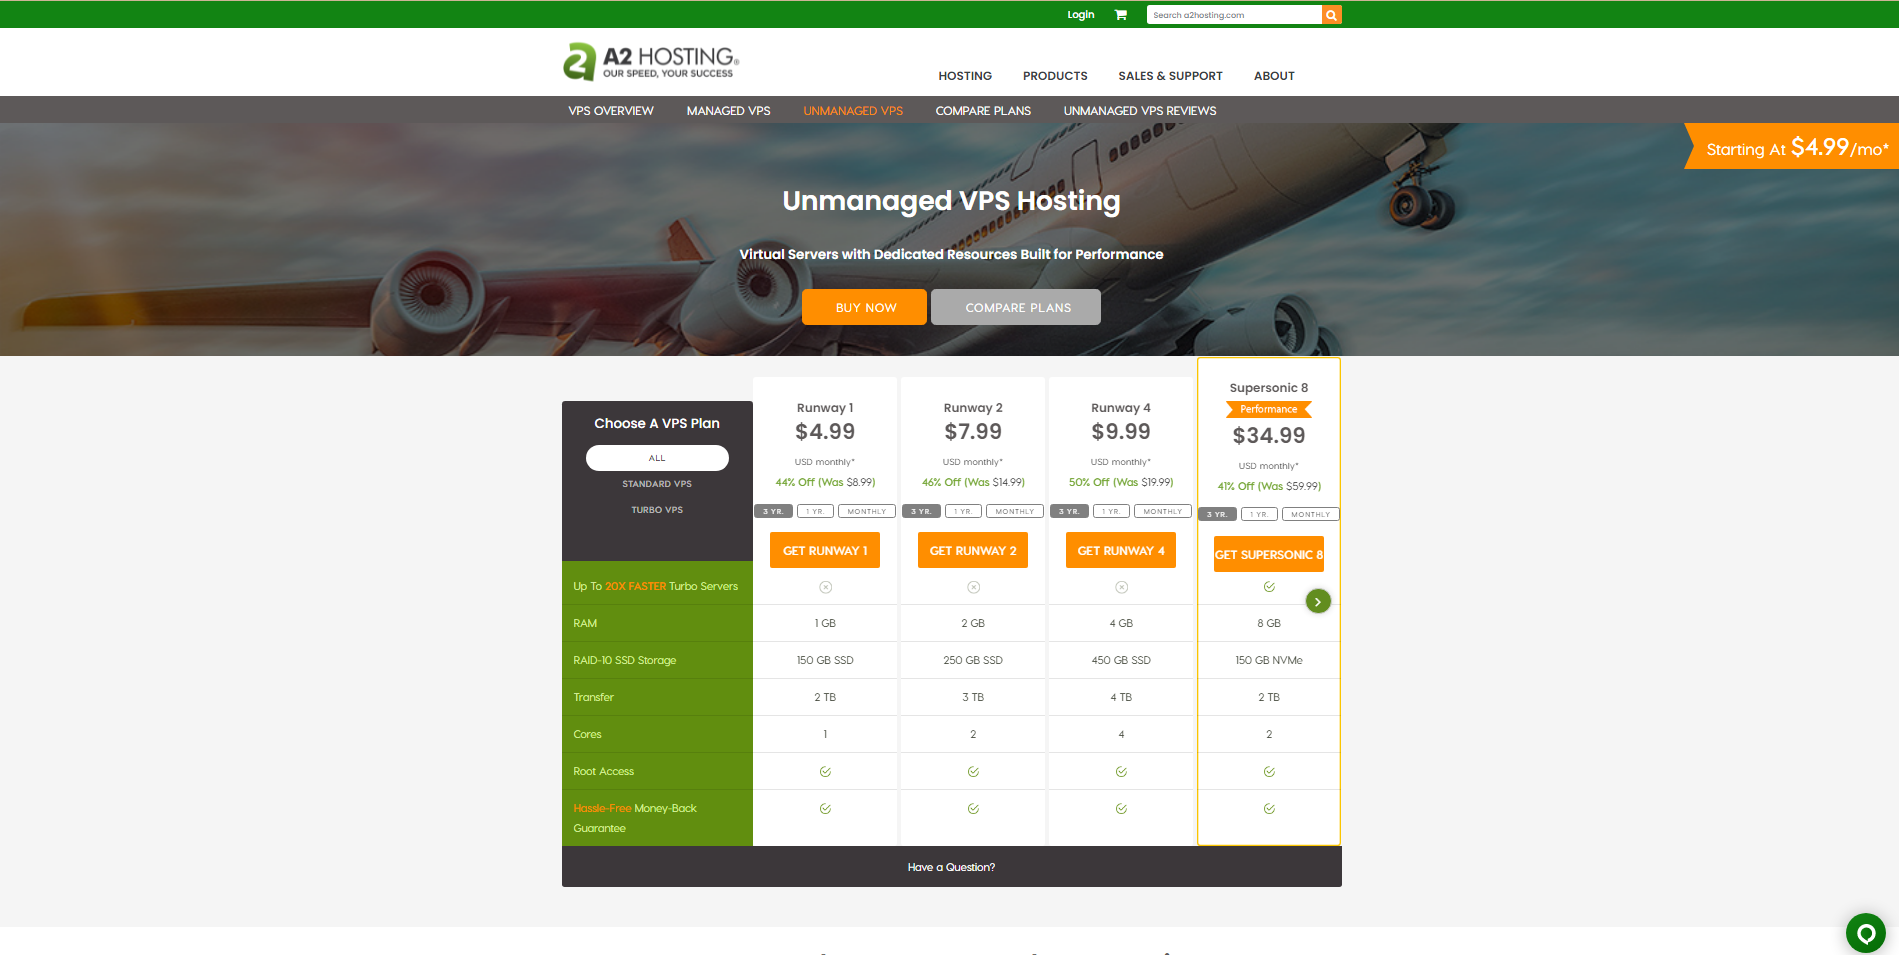 Login
Search a2hosting.com
A2 HOSTING®
OUR SPEED, YOUR SUCCESS
HOSTING PRODUCTS SALES & SUPPORT ABOUT
VPS OVERVIEW MANAGED VPS UNMANAGED VPS COMPARE PLANS UNMANAGED VPS REVIEWS
Starting At $4.99/mo*
Unmanaged VPS Hosting
Virtual Servers with Dedicated Resources Built for Performance
BUY NOW COMPARE PLANS
Choose A VPS Plan
ALL
STANDARD VPS
TURBO VPS
Runway 1 Runway 2 Runway 4 Supersonic 8
Performance
$4.99 $7.99 $9.99 $34.99
USD monthly* USD monthly* USD monthly* USD monthly*
44% Off (Was $8.99) 46% Off (Was $14.99) 50% Off (Was $19.99) 41% Off (Was $59.99)
3 YR. 1 YR. MONTHLY 3 YR. 1 YR. MONTHLY 3 YR. 1 YR. MONTHLY 3 YR. 1 YR. MONTHLY
GET RUNWAY 1 GET RUNWAY 2 GET RUNWAY 4 GET SUPERSONIC 8
Up To 20X FASTER Turbo Servers
RAM 1 GB 2 GB 4 GB 8 GB
RAID-10 SSD Storage 150 GB SSD 250 GB SSD 450 GB SSD 150 GB NVMe
Transfer 2 TB 3 TB 4 TB 2 TB
Cores 1 2 4 2
Root Access
Hassle-Free Money-Back
Guarantee
Have a Question?